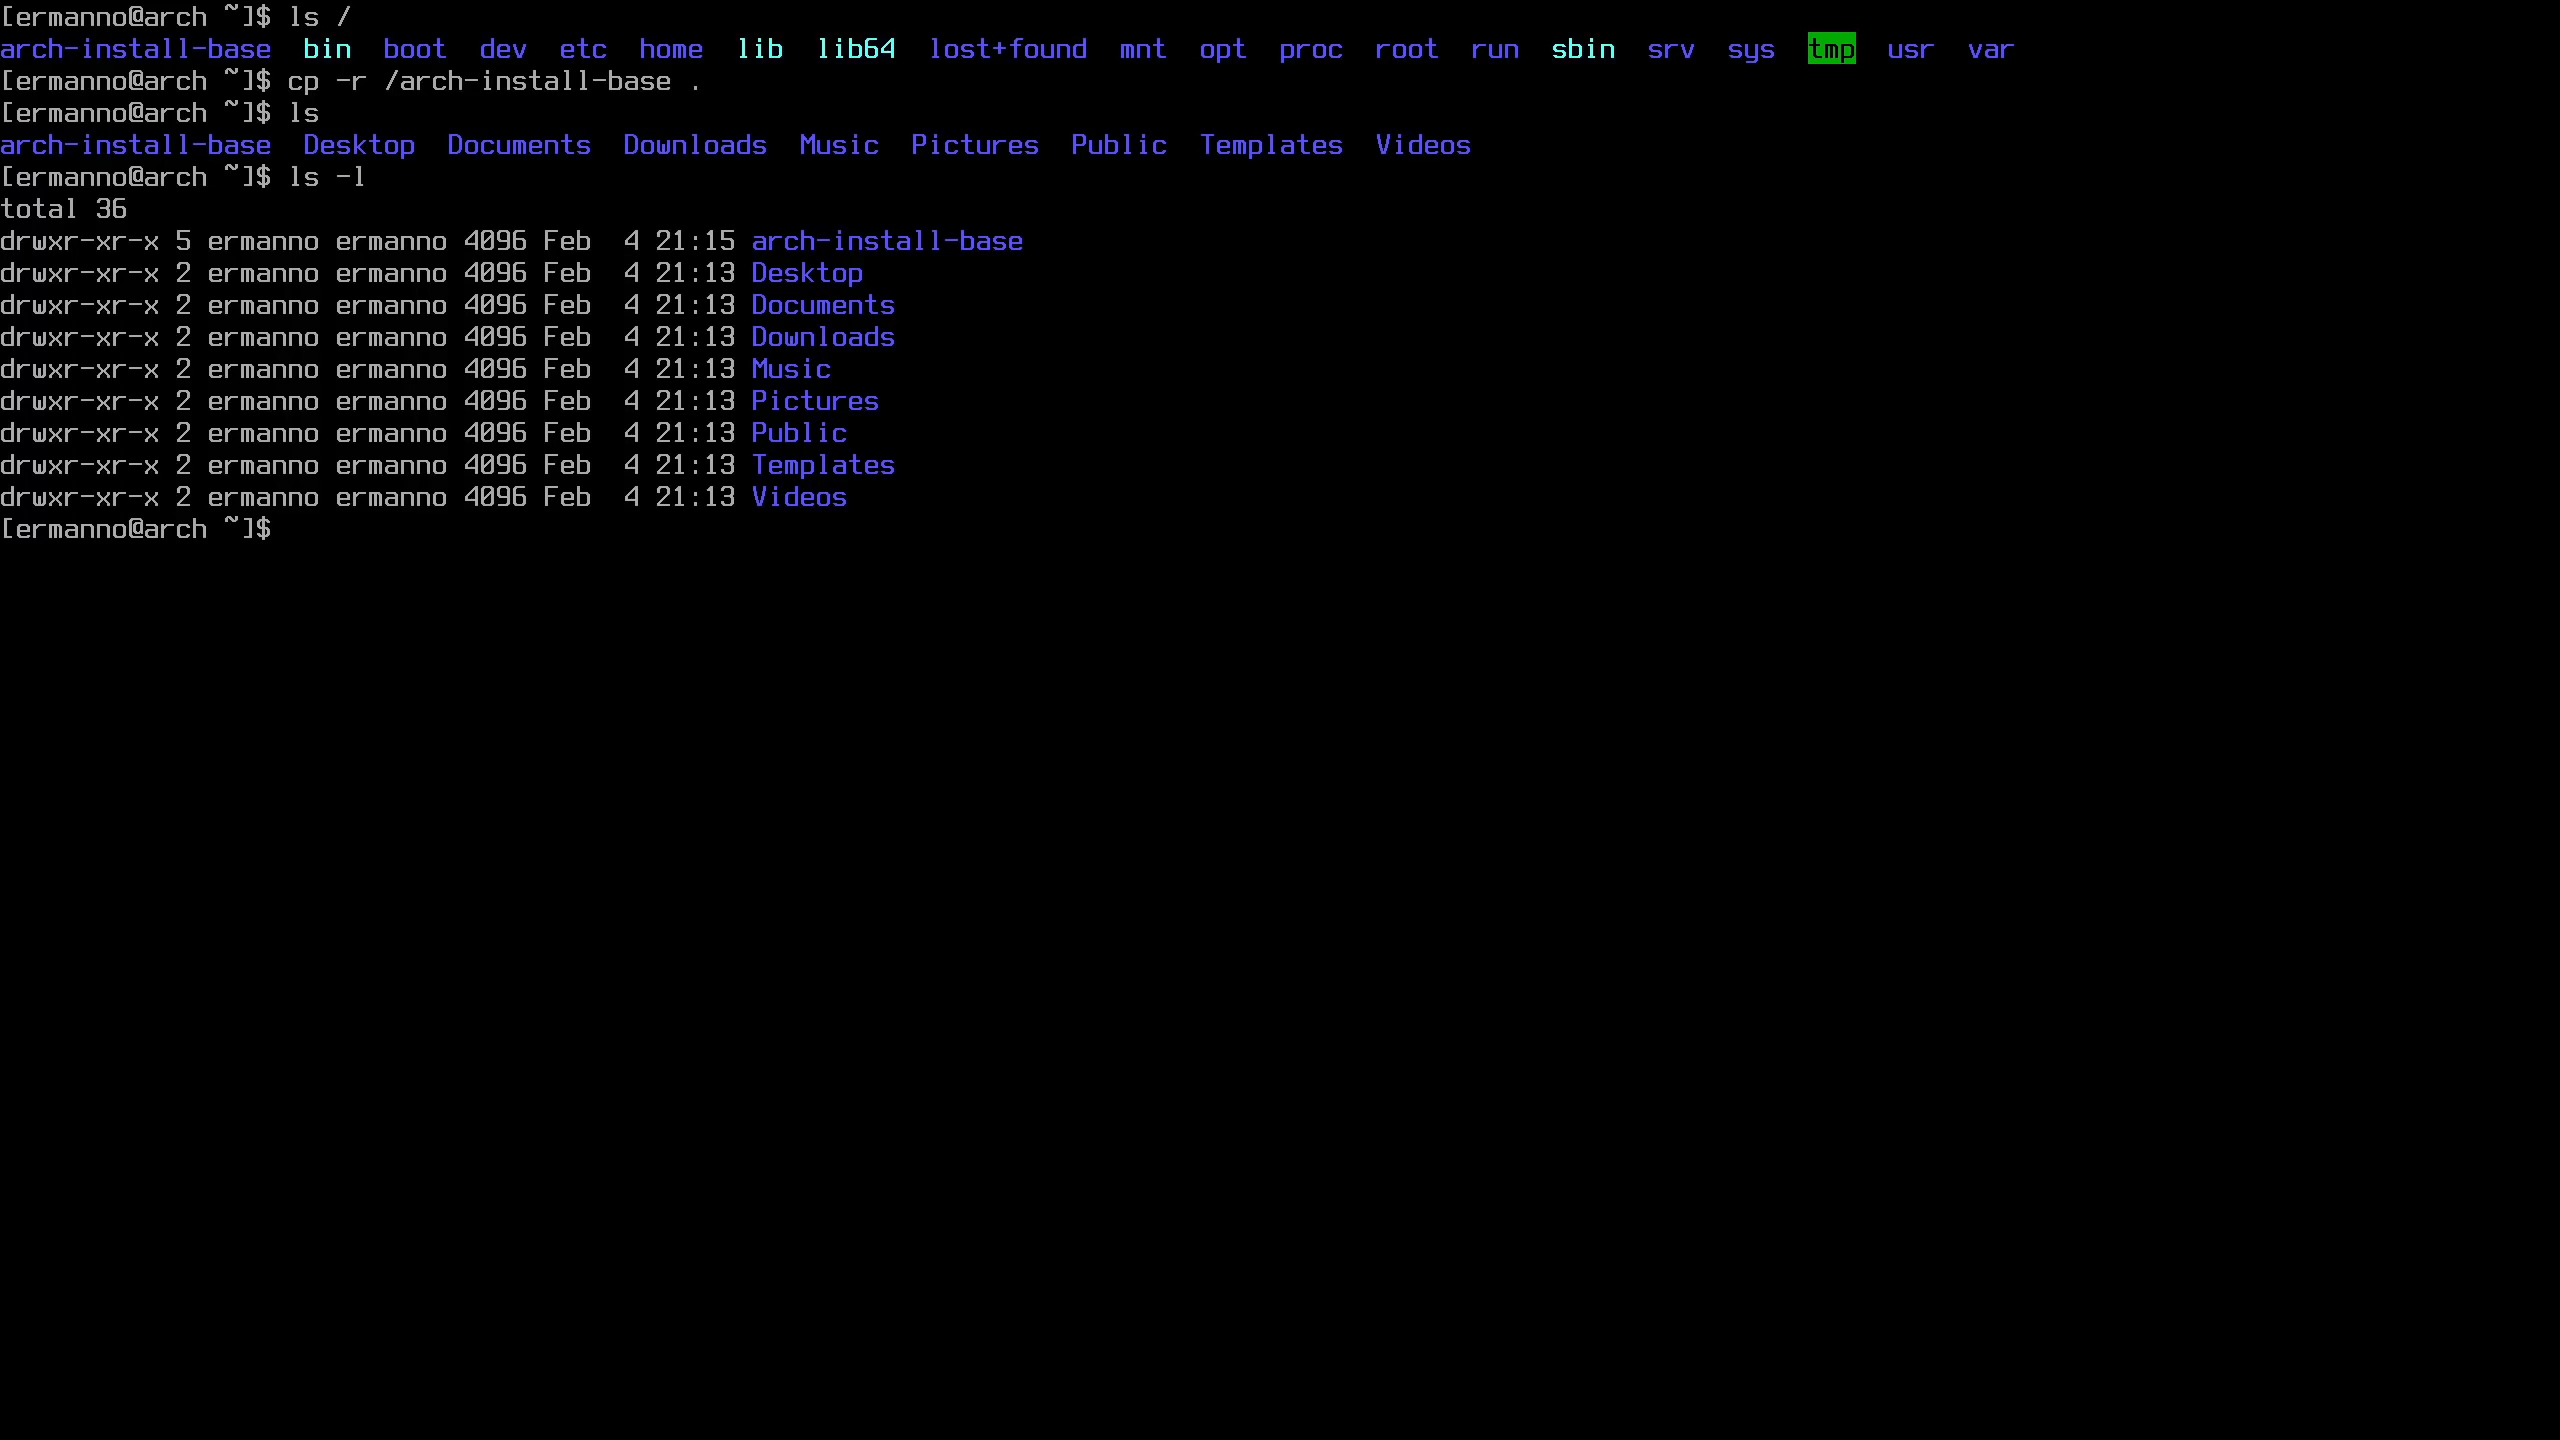 [ermanno@arch ~]$ ls /
arch-install-base  bin  boot  dev  etc  home  lib  lib64  lost+found  mnt  opt  proc  root  run  sbin  srv  sys  tmp  usr  var
[ermanno@arch ~]$ cp -r /arch-install-base .
[ermanno@arch ~]$ ls
arch-install-base  Desktop  Documents  Downloads  Music  Pictures  Public  Templates  Videos
[ermanno@arch ~]$ ls -l
total 36
drwxr-xr-x 5 ermanno ermanno 4096 Feb  4 21:15 arch-install-base
drwxr-xr-x 2 ermanno ermanno 4096 Feb  4 21:13 Desktop
drwxr-xr-x 2 ermanno ermanno 4096 Feb  4 21:13 Documents
drwxr-xr-x 2 ermanno ermanno 4096 Feb  4 21:13 Downloads
drwxr-xr-x 2 ermanno ermanno 4096 Feb  4 21:13 Music
drwxr-xr-x 2 ermanno ermanno 4096 Feb  4 21:13 Pictures
drwxr-xr-x 2 ermanno ermanno 4096 Feb  4 21:13 Public
drwxr-xr-x 2 ermanno ermanno 4096 Feb  4 21:13 Templates
drwxr-xr-x 2 ermanno ermanno 4096 Feb  4 21:13 Videos
[ermanno@arch ~]$